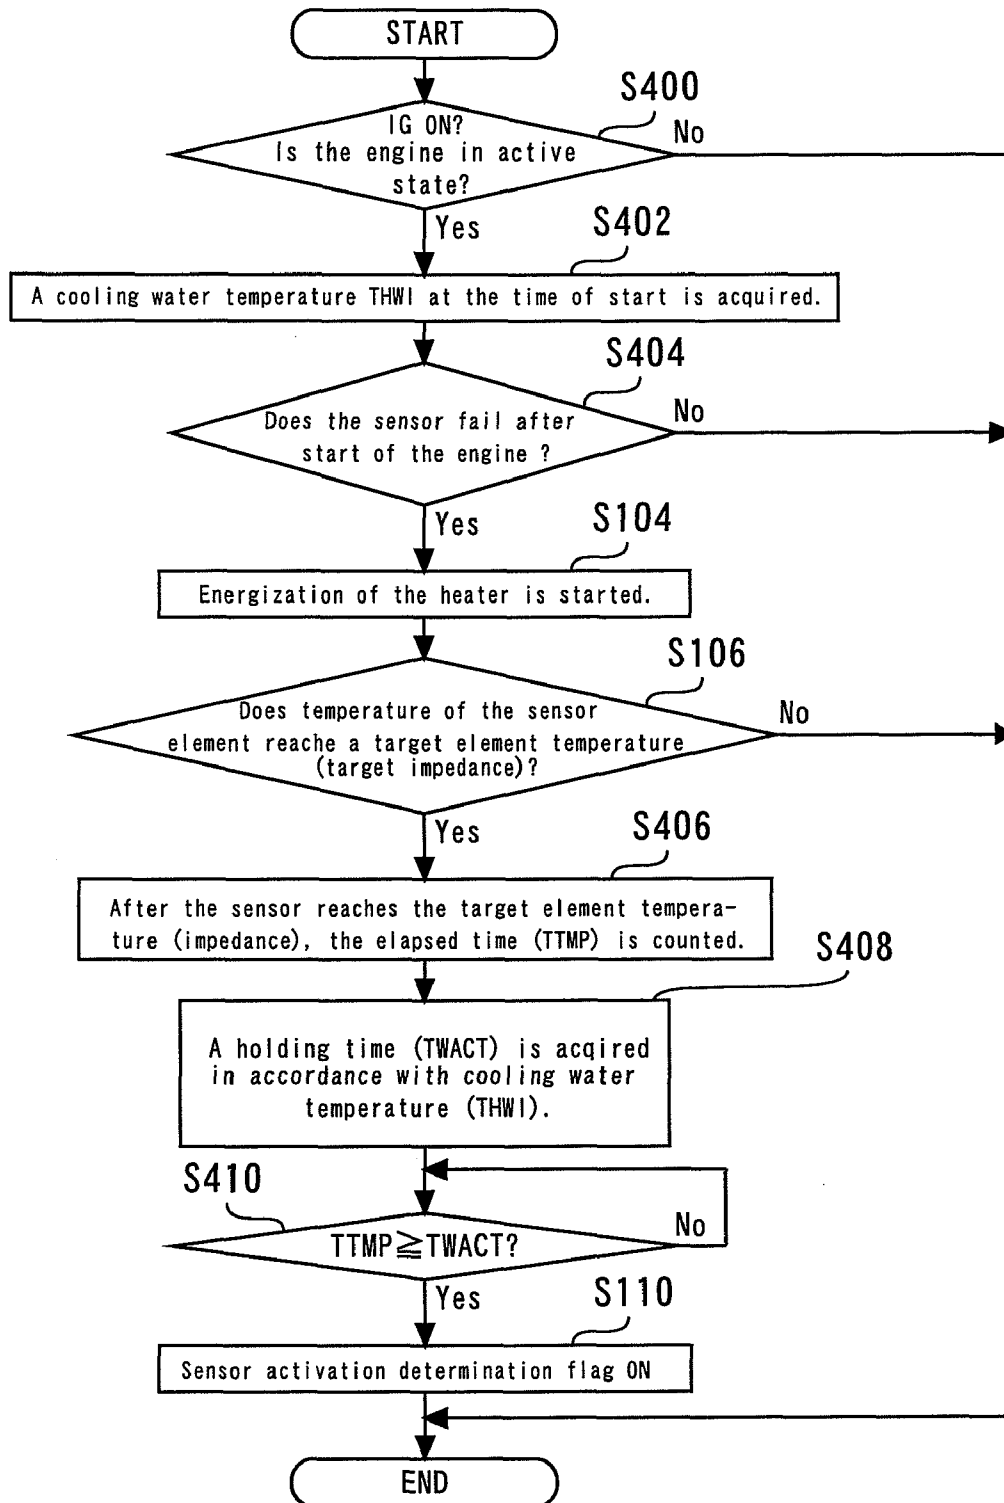 START
S400
IG ON?
Is the engine in active
state?
No
Yes
S402
A cooling water temperature THWI at the time of start is acquired.
S404
Does the sensor fail after
start of the engine ?
No
Yes
S104
Energization of the heater is started.
S106
Does temperature of the sensor
element reache a target element temperature
(target impedance)?
No
Yes
S406
After the sensor reaches the target element tempera-
ture (impedance), the elapsed time (TTMP) is counted.
S408
A holding time (TWACT) is acqired
in accordance with cooling water
temperature (THWI).
S410
TTMP≧TWACT?
No
Yes
S110
Sensor activation determination flag ON
END